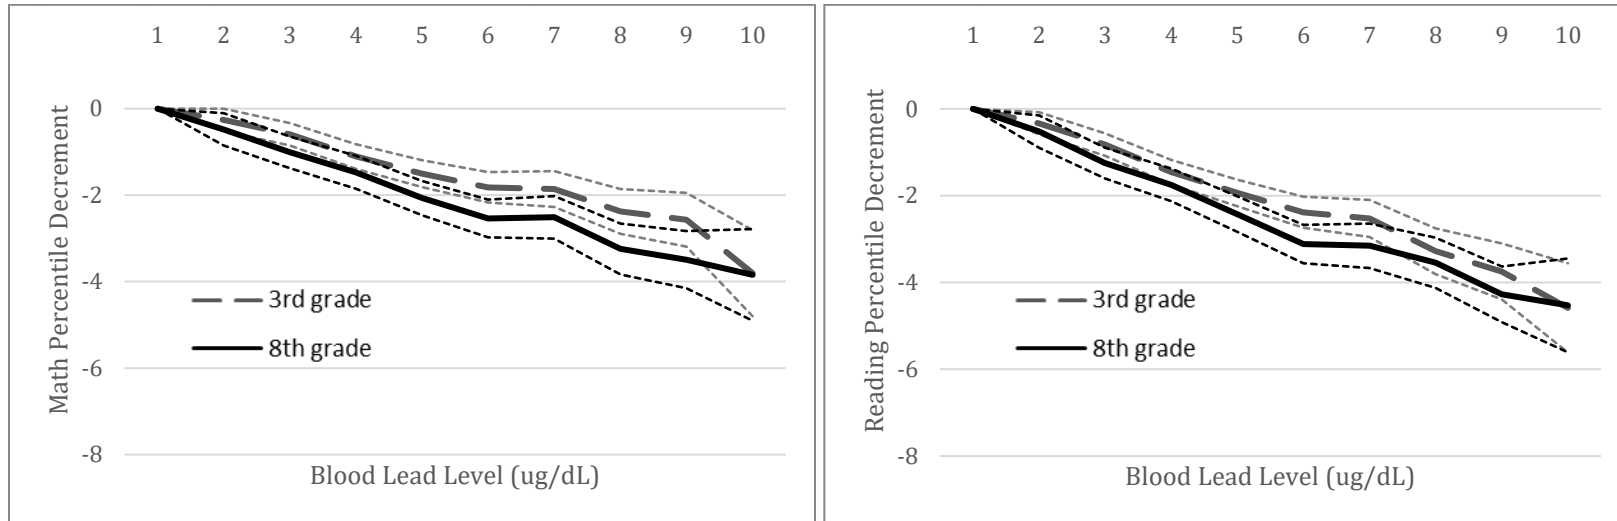 1 2 3 4 5 6 7 8 9 10
0
-2
-4
-6
-8
Math Percentile Decrement
3rd grade
8th grade
Blood Lead Level (ug/dL)
1 2 3 4 5 6 7 8 9 10
0
-2
-4
-6
-8
Reading Percentile Decrement
3rd grade
8th grade
Blood Lead Level (ug/dL)